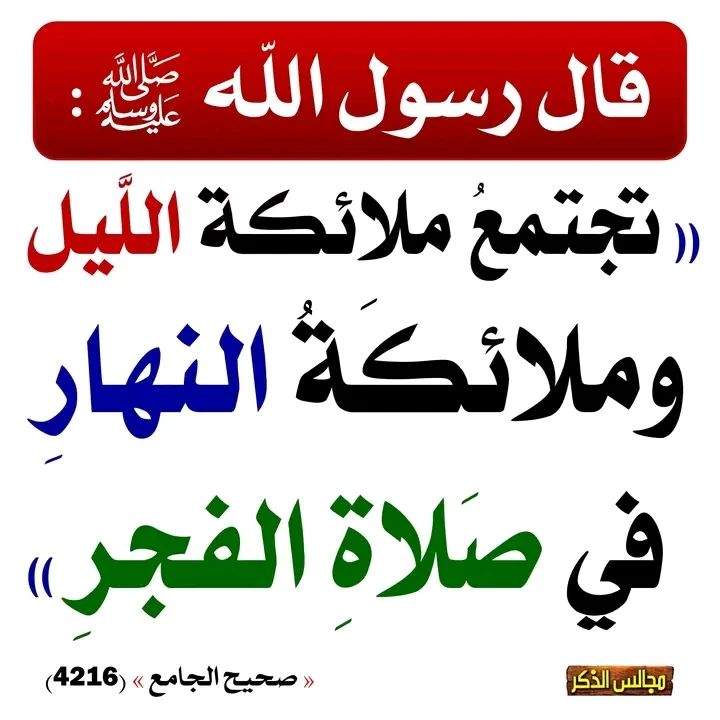 قال رسول الله ﷺ :
(( تجتمعُ ملائكة اللَّيل
وملائكَةُ النهارِ
في صَلاةِ الفجرِ ))
« صحيح الجامع » (4216)
مجالس الذكر